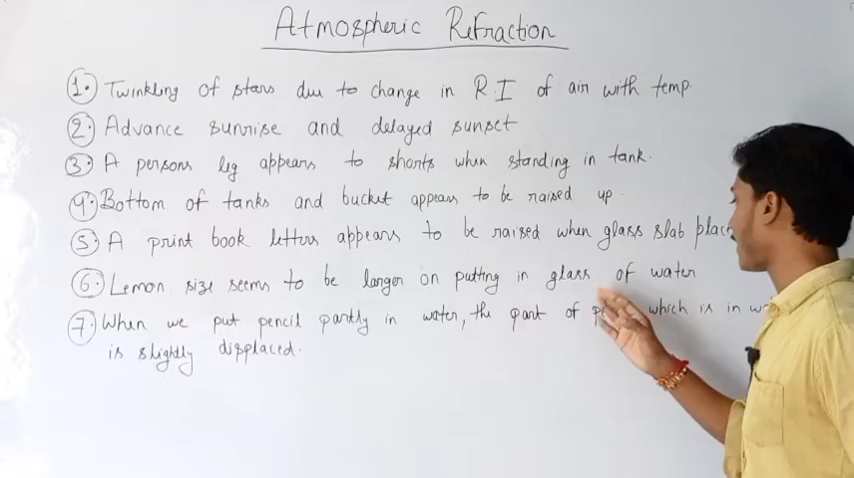 Atmospheric Refraction
1. Twinkling of stars due to change in R.I of air with temp.
2. Advance sunrise and delayed sunset
3. A persons leg appears to shorts when standing in tank.
4. Bottom of tanks and bucket appears to be raised up.
5. A print book letters appears to be raised when glass slab
6. Lemon size seems to be larger on putting in glass of water
7. When we put pencil partly in water, the part of which is in
is slightly displaced.